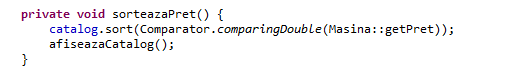 private void sorteazaPret() {
    catalog.sort(Comparator.comparingDouble(Masina::getPret));
    afiseazaCatalog();
}